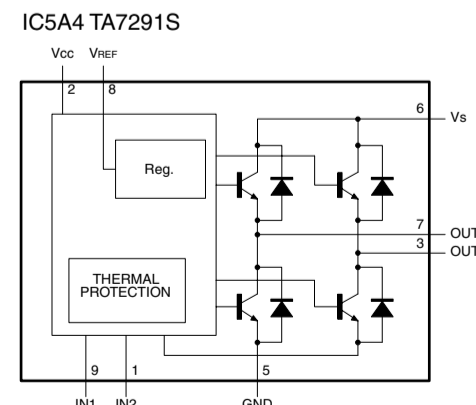 IC5A4 TA7291S
Vcc VREF
2 8
6 Vs
Reg.
7 OUT
3 OUT
THERMAL
PROTECTION
9 1 5
IN1 IN2 GND